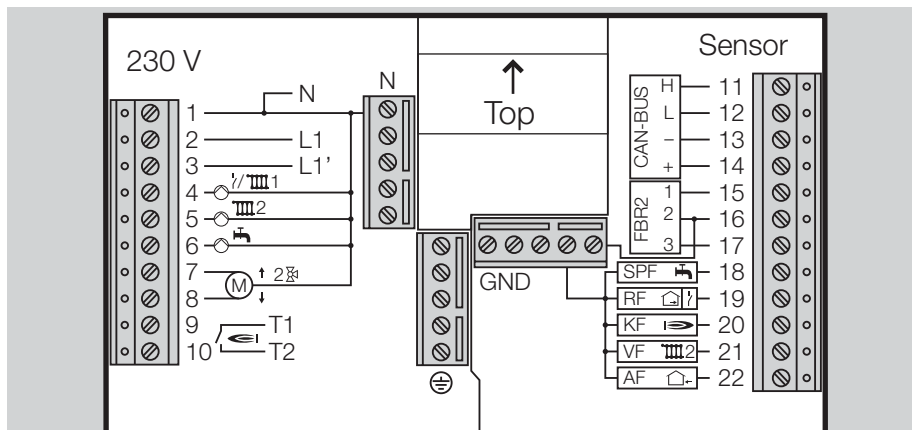 230 V
N
Top
Sensor
1 N
2 L1
3 L1’
4 1
5 2
6
7
M 2
8
9 T1
10 T2
GND
CAN-BUS
H 11
L 12
– 13
+ 14
FBR2
1 15
2 16
3 17
SPF 18
RF 19
KF 20
VF 2 21
AF 22